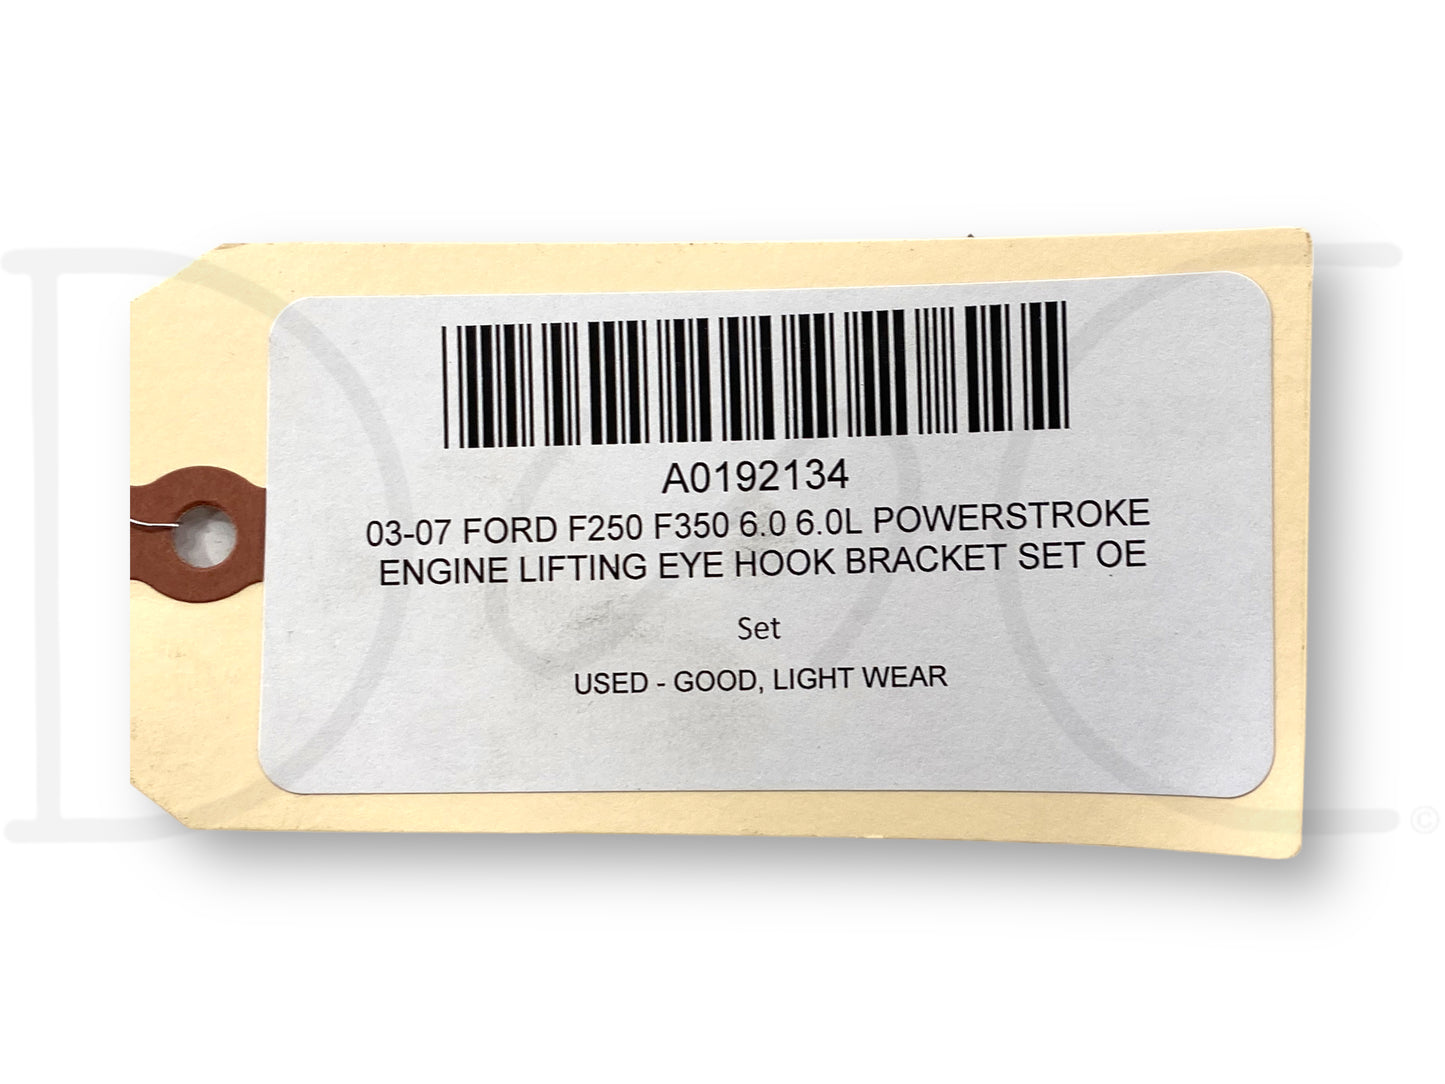 A0192134
03-07 FORD F250 F350 6.0 6.0L POWERSTROKE
ENGINE LIFTING EYE HOOK BRACKET SET OE
Set
USED - GOOD, LIGHT WEAR
©